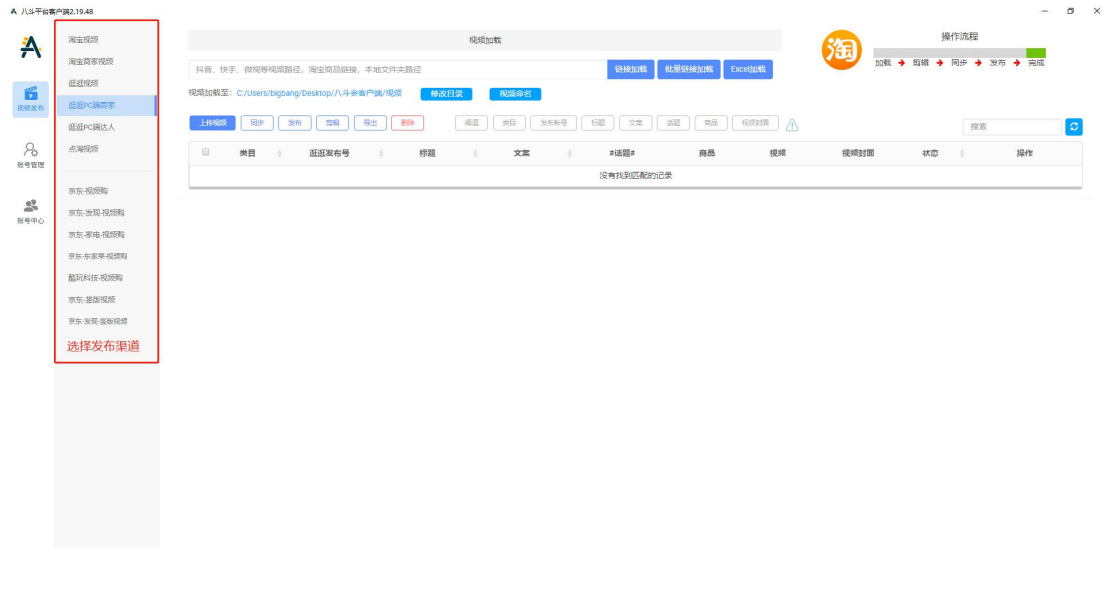 八斗平台客户端2.19.48
视频发布
账号管理
账号中心
淘宝视频
淘宝商家视频
逛逛视频
逛逛PC端商家
逛逛PC端达人
点淘视频
京东-视频购
京东-发现-视频购
京东-家电-视频购
京东-东家荣-视频购
酷玩科技-视频购
京东-竖版视频
京东-发现-竖版视频
选择发布渠道
视频加载
抖音、快手、微视等视频路径，淘宝商品链接，本地文件夹路径
链接加载 批量链接加载 Excel加载
视频加载至：C:/Users/bigbang/Desktop//八斗会客户端/视频 修改目录 视频命名
上传视频 同步 发布 剪辑 导出 删除 渠道 类目 发布帐号 标题 文案 话题 商品 视频封面
搜索
类目 逛逛发布号 标题 文案 #话题# 商品 视频 视频封面 状态 操作
没有找到匹配的记录
淘
操作流程
加载 剪辑 同步 发布 完成